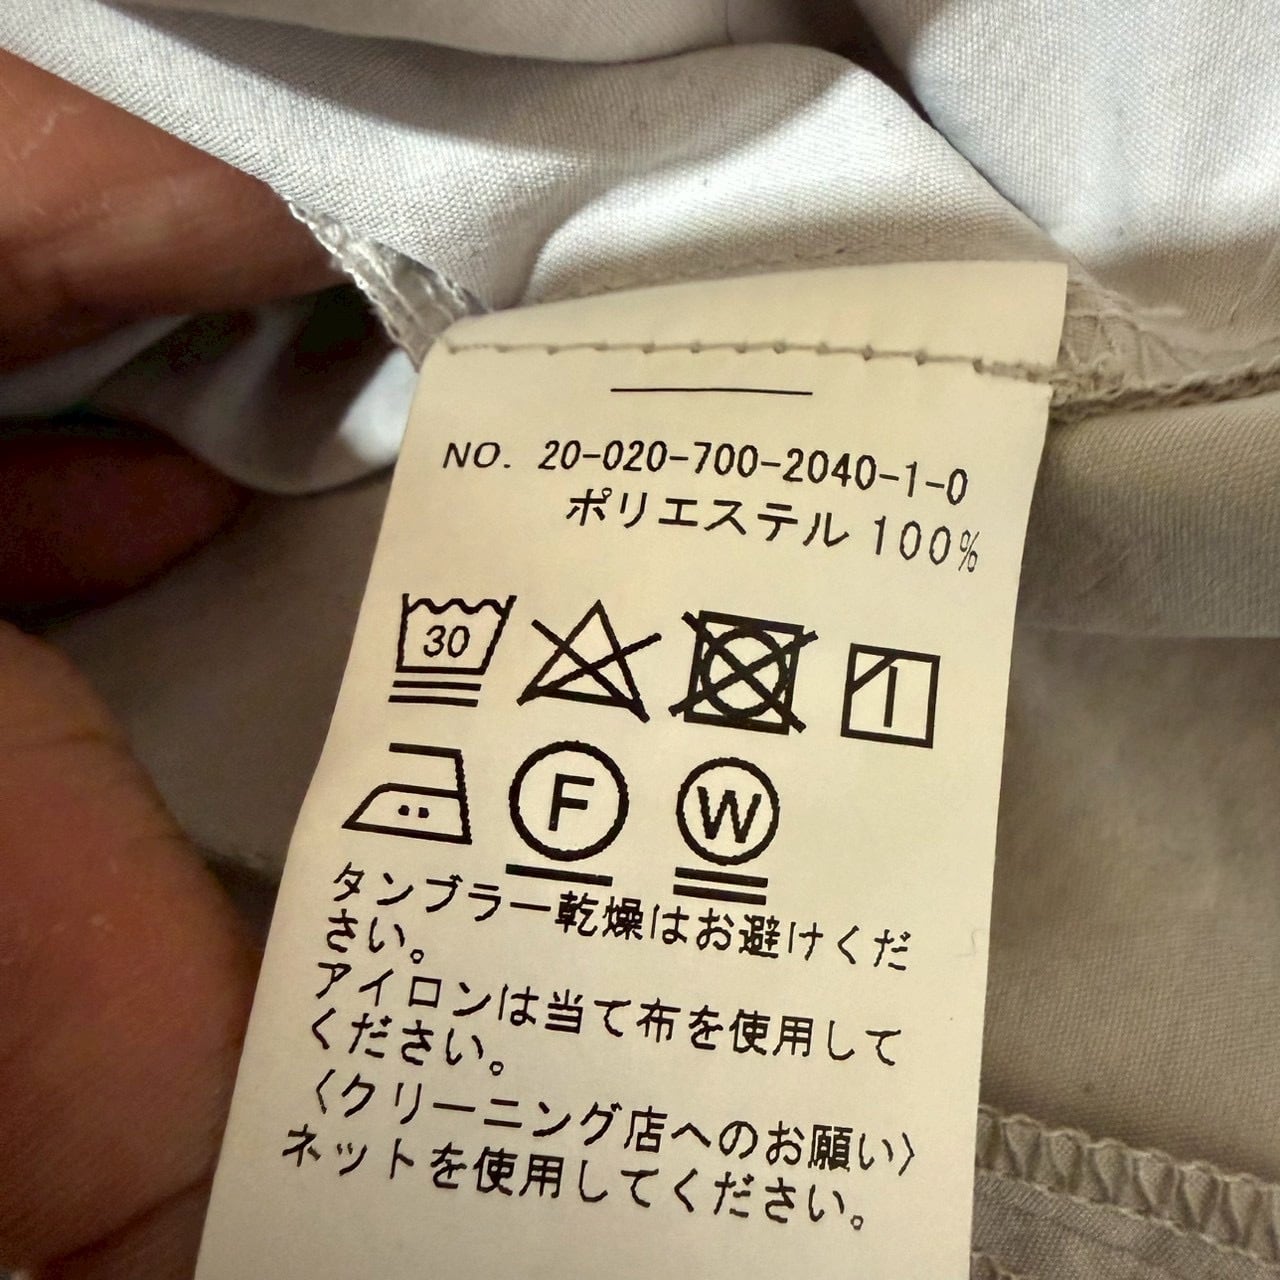 NO. 20-020-700-2040-1-0
ポリエステル 100%
30
F W
タンブラー乾燥はお避けくだ
さい。
アイロンは当て布を使用して
ください。
〈クリーニング店へのお願い〉
ネットを使用してください。